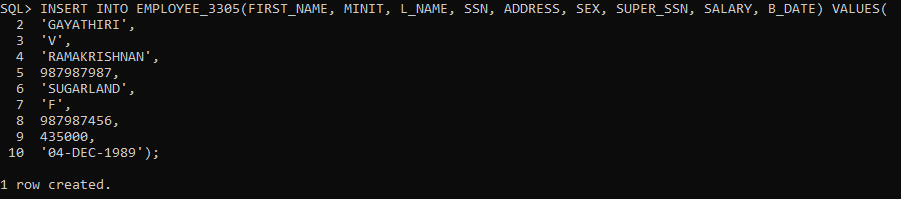 SQL> INSERT INTO EMPLOYEE_3305(FIRST_NAME, MINIT, L_NAME, SSN, ADDRESS, SEX, SUPER_SSN, SALARY, B_DATE) VALUES(
2 'GAYATHIRI',
3 'V',
4 'RAMAKRISHNAN',
5 987987987,
6 'SUGARLAND',
7 'F',
8 987987456,
9 435000,
10 '04-DEC-1989');
1 row created.